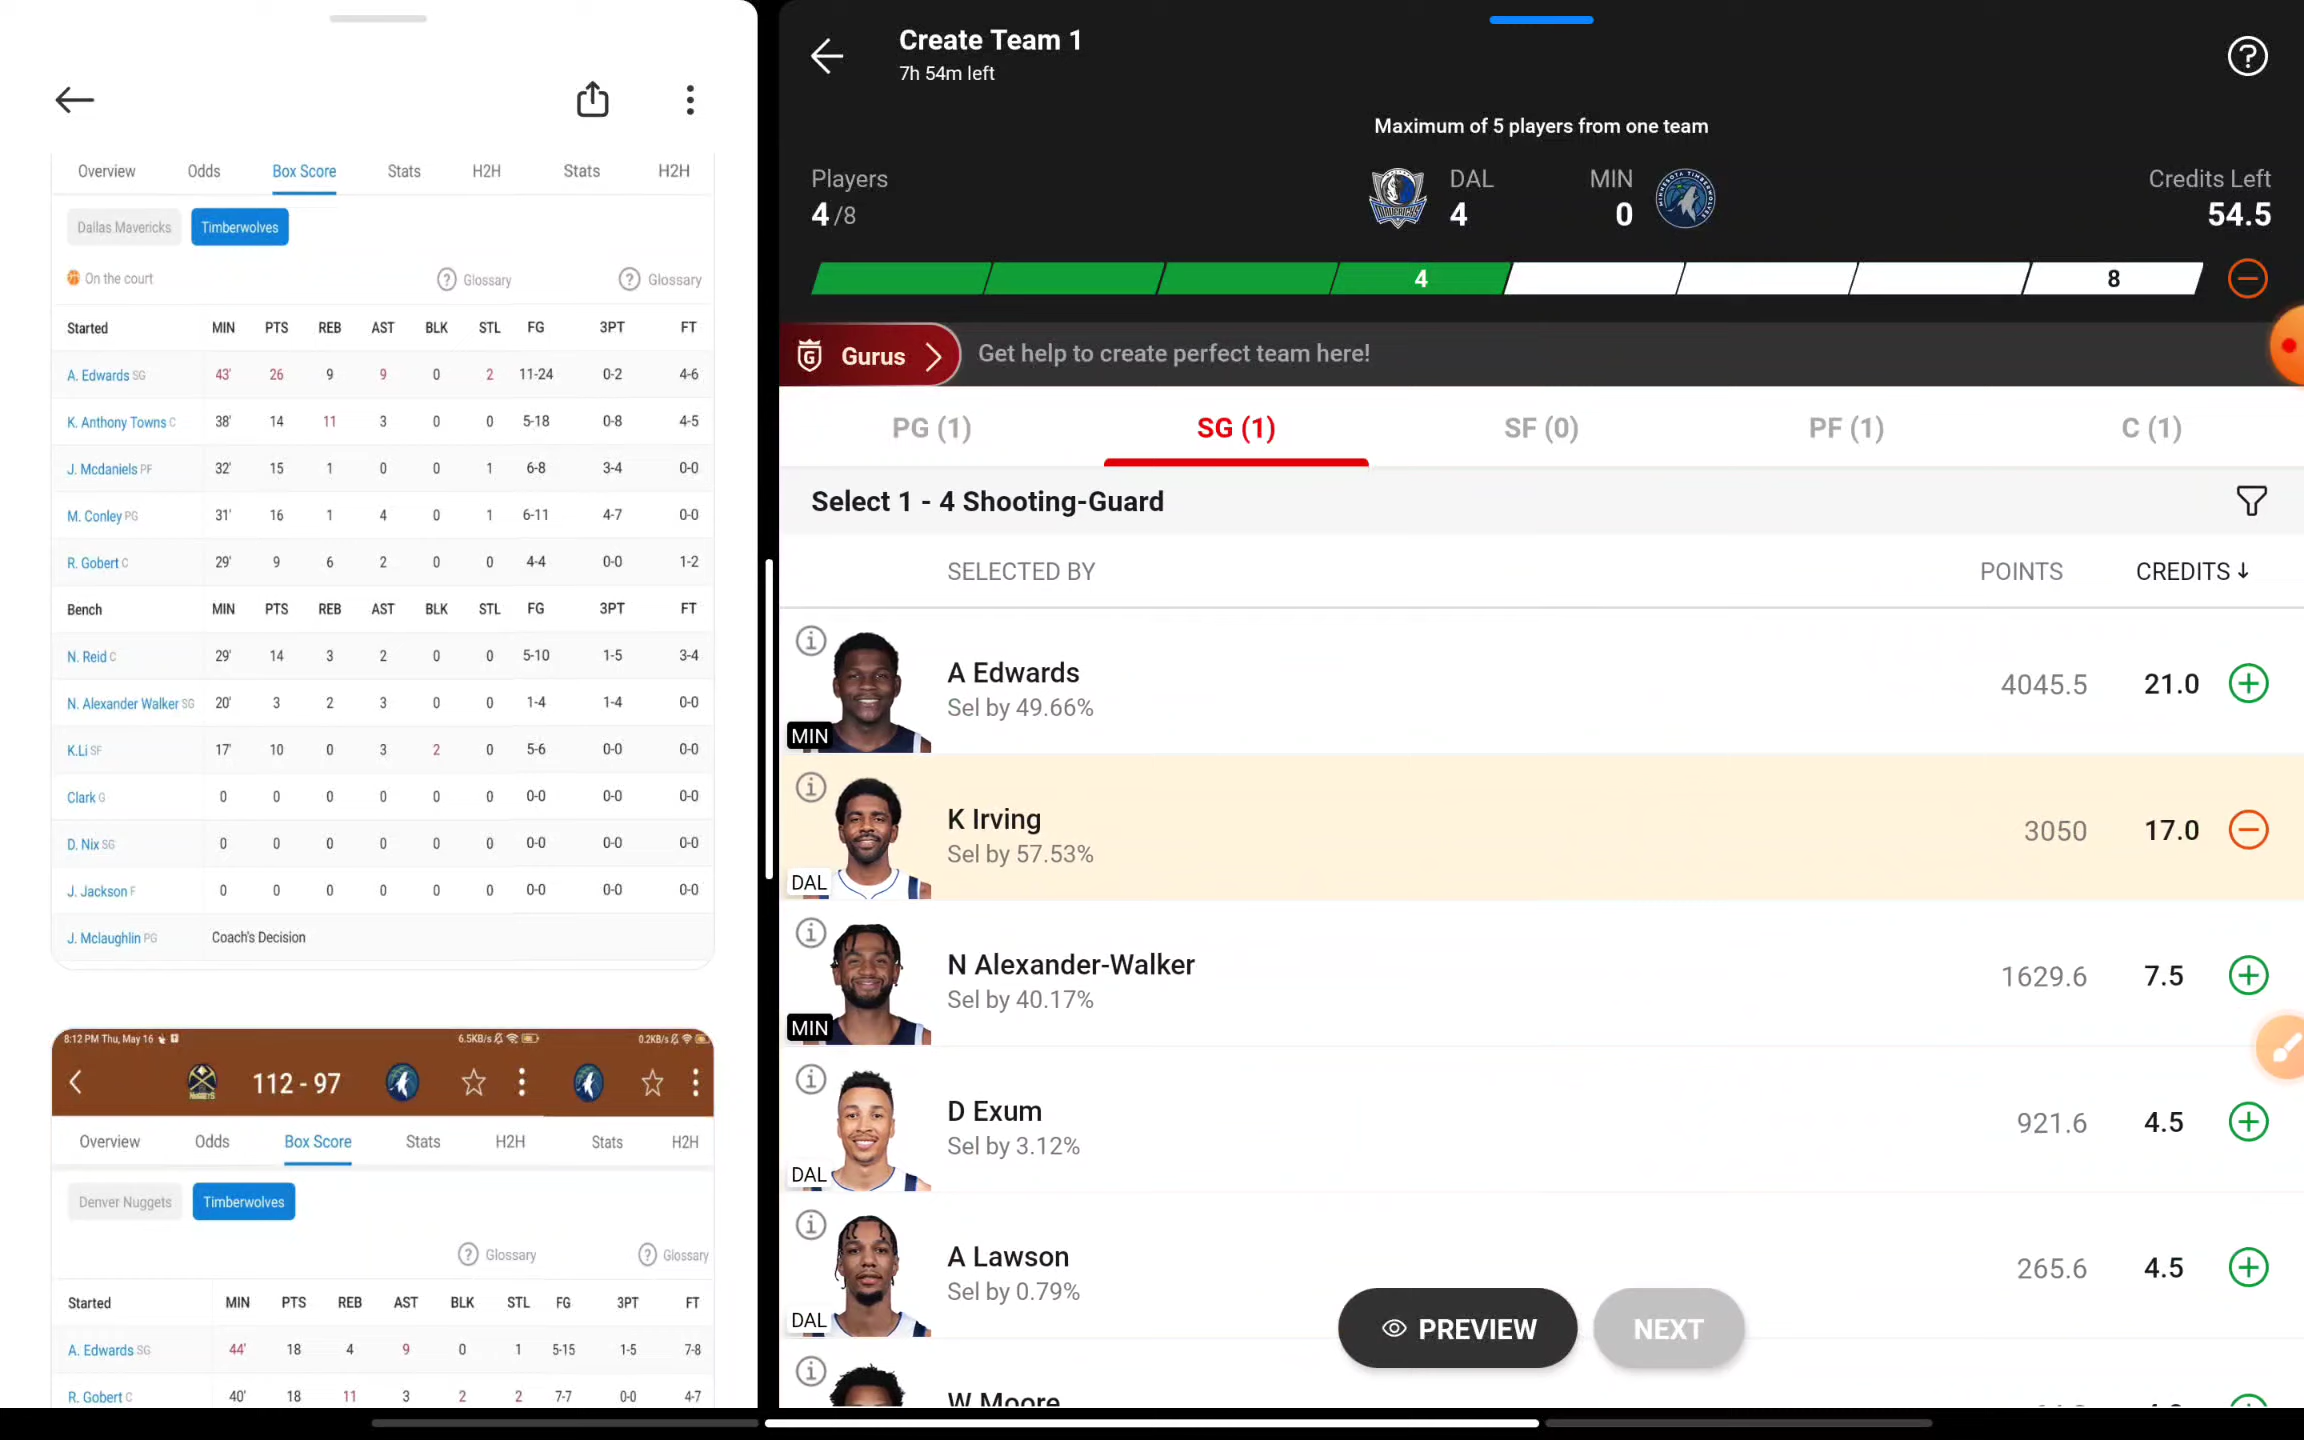 Overview Odds Box Score Stats H2H Stats H2H
Dallas Mavericks Timberwolves
On the court Glossary Glossary
Started MIN PTS REB AST BLK STL FG 3PT FT
A. Edwards SG 43' 26 9 9 0 2 11-24 0-2 4-6
K. Anthony Towns C 38' 14 11 3 0 0 5-18 0-8 4-5
J. Mcdaniels PF 32' 15 1 0 0 1 6-8 3-4 0-0
M. Conley PG 31' 16 1 4 0 1 6-11 4-7 0-0
R. Gobert C 29' 9 6 2 0 0 4-4 0-0 1-2
Bench MIN PTS REB AST BLK STL FG 3PT FT
N. Reid C 29' 14 3 2 0 0 5-10 1-5 3-4
N. Alexander Walker SG 20' 3 2 3 0 0 1-4 1-4 0-0
K.Li SF 17' 10 0 3 2 0 5-6 0-0 0-0
Clark G 0 0 0 0 0 0 0-0 0-0 0-0
D. Nix SG 0 0 0 0 0 0 0-0 0-0 0-0
J. Jackson F 0 0 0 0 0 0 0-0 0-0 0-0
J. Mclaughlin PG Coach's Decision
8:12 PM Thu, May 16 6.5KB/s 0.2KB/s
NUGGETS 112 - 97
Overview Odds Box Score Stats H2H Stats H2H
Denver Nuggets Timberwolves
Glossary Glossary
Started MIN PTS REB AST BLK STL FG 3PT FT
A. Edwards SG 44' 18 4 9 0 1 5-15 1-5 7-8
R. Gobert C 40' 18 11 3 2 2 7-7 0-0 4-7
Create Team 1
7h 54m left
Maximum of 5 players from one team
Players DAL MIN Credits Left
4/8 4 0 54.5
4 8
Gurus Get help to create perfect team here!
PG (1) SG (1) SF (0) PF (1) C (1)
Select 1 - 4 Shooting-Guard
SELECTED BY POINTS CREDITS ↓
A Edwards
Sel by 49.66%
4045.5 21.0
MIN
K Irving
Sel by 57.53%
3050 17.0
DAL
N Alexander-Walker
Sel by 40.17%
1629.6 7.5
MIN
D Exum
Sel by 3.12%
921.6 4.5
DAL
A Lawson
Sel by 0.79%
265.6 4.5
DAL
PREVIEW NEXT
W Moore